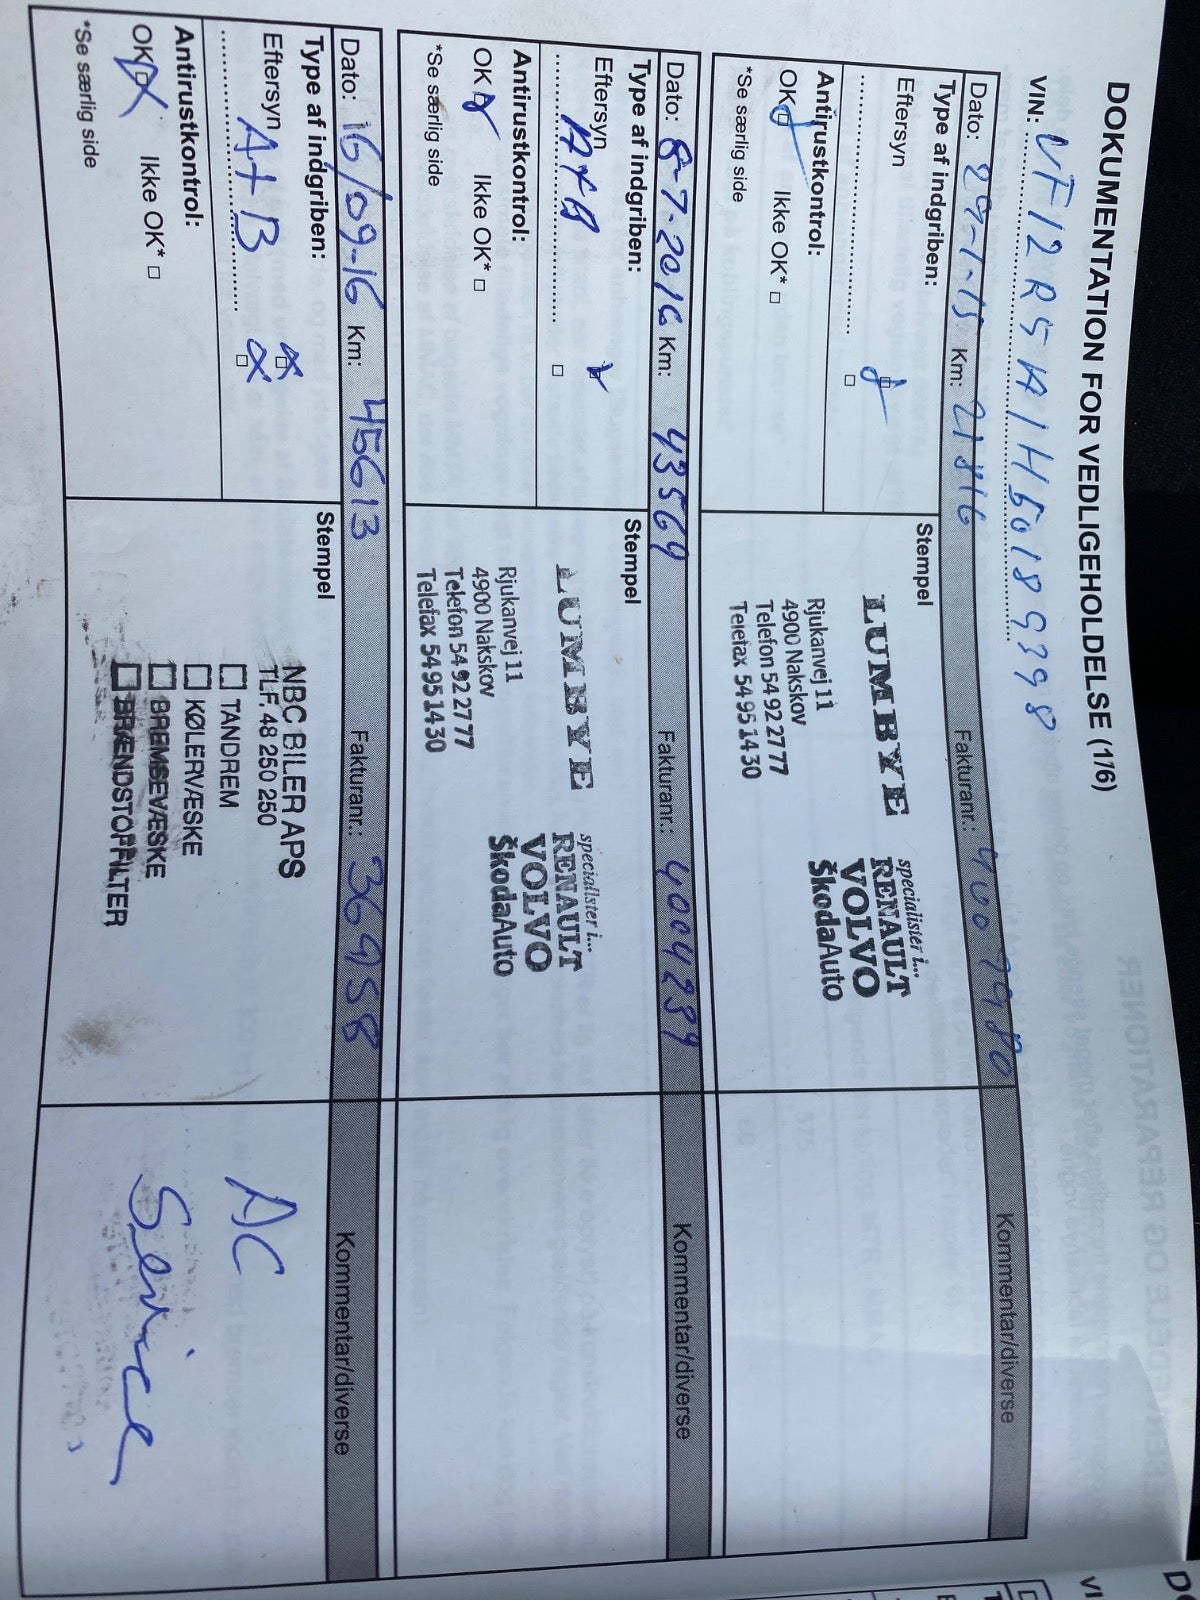 DOKUMENTATION FOR VEDLIGEHOLDELSE (1/6)
VIN: VF12R5A1H50189398
Dato: 29-1-15 Km: 21816 Fakturanr.: Kommentar/diverse
Type af indgriben: Stempel
Eftersyn
Antirustkontrol:
OK Ikke OK*
*Se særlig side
LUMBYE
Rjukanvej 11
4900 Nakskov
Telefon 54 92 27 77
Telefax 54 95 14 30
specialister i...
RENAULT
VOLVO
ŠkodaAuto
Dato: 8-7-2016 Km: 43569 Fakturanr.: 4004289 Kommentar/diverse
Type af indgriben: Stempel
Eftersyn A+B
Antirustkontrol:
OK Ikke OK*
*Se særlig side
LUMBYE
Rjukanvej 11
4900 Nakskov
Telefon 54 92 27 77
Telefax 54 95 14 30
specialister i...
RENAULT
VOLVO
ŠkodaAuto
Dato: 16/09-16 Km: 45613 Fakturanr.: 36958 Kommentar/diverse
Type af indgriben: Stempel
Eftersyn A+B
Antirustkontrol:
OK Ikke OK*
*Se særlig side
NBC BILER APS
TLF. 48 250 250
TANDREM
KØLERVÆSKE
BREMSEVÆSKE
BRÆNDSTOFFILTER
AC
Service